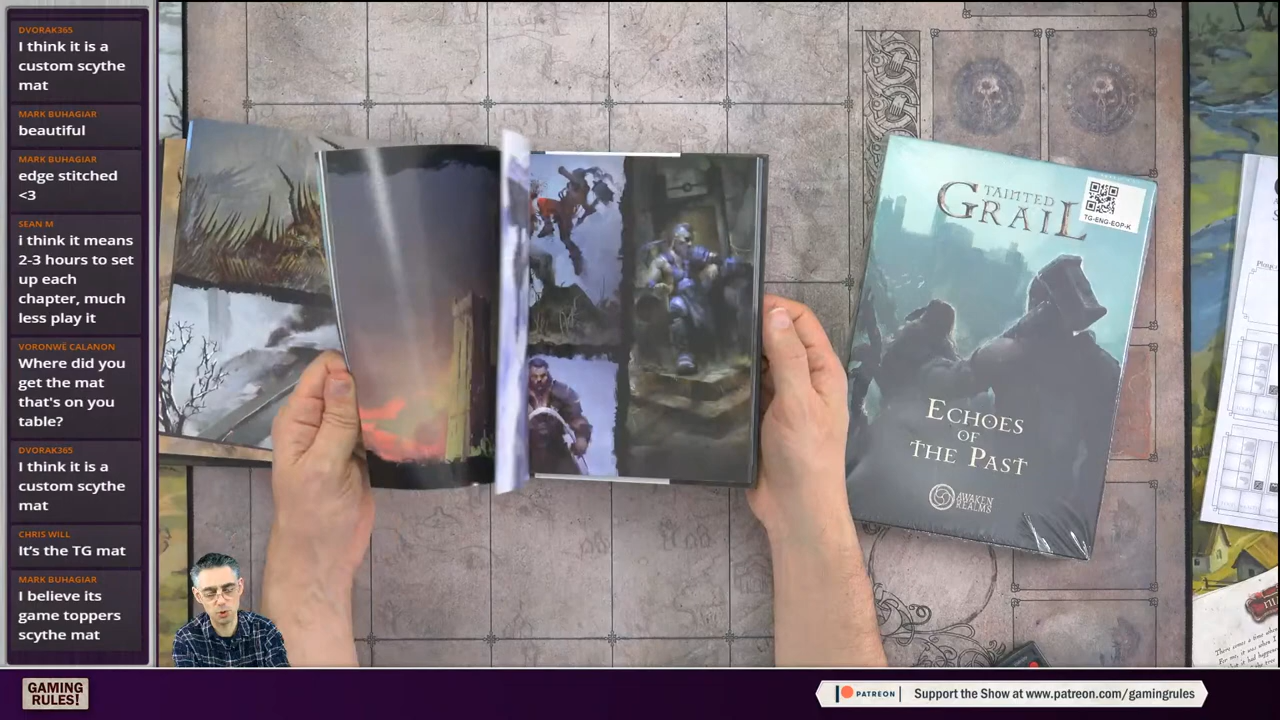 DVORAK365
I think it is a
custom scythe
mat
MARK BUHAGIAR
beautiful
MARK BUHAGIAR
edge stitched
<3
SEAN M
i think it means
2-3 hours to set
up each
chapter, much
less play it
VORONWË CALANON
Where did you
get the mat
that's on you
table?
DVORAK365
I think it is a
custom scythe
mat
CHRIS WILL
It's the TG mat
MARK BUHAGIAR
I believe its
game toppers
scythe mat
TAINTED
GRAIL
TG-ENG-EOP-K
ECHOES
OF
THE PAST
AWAKEN
REALMS
GAMING
RULES!
PATREON
Support the Show at www.patreon.com/gamingrules